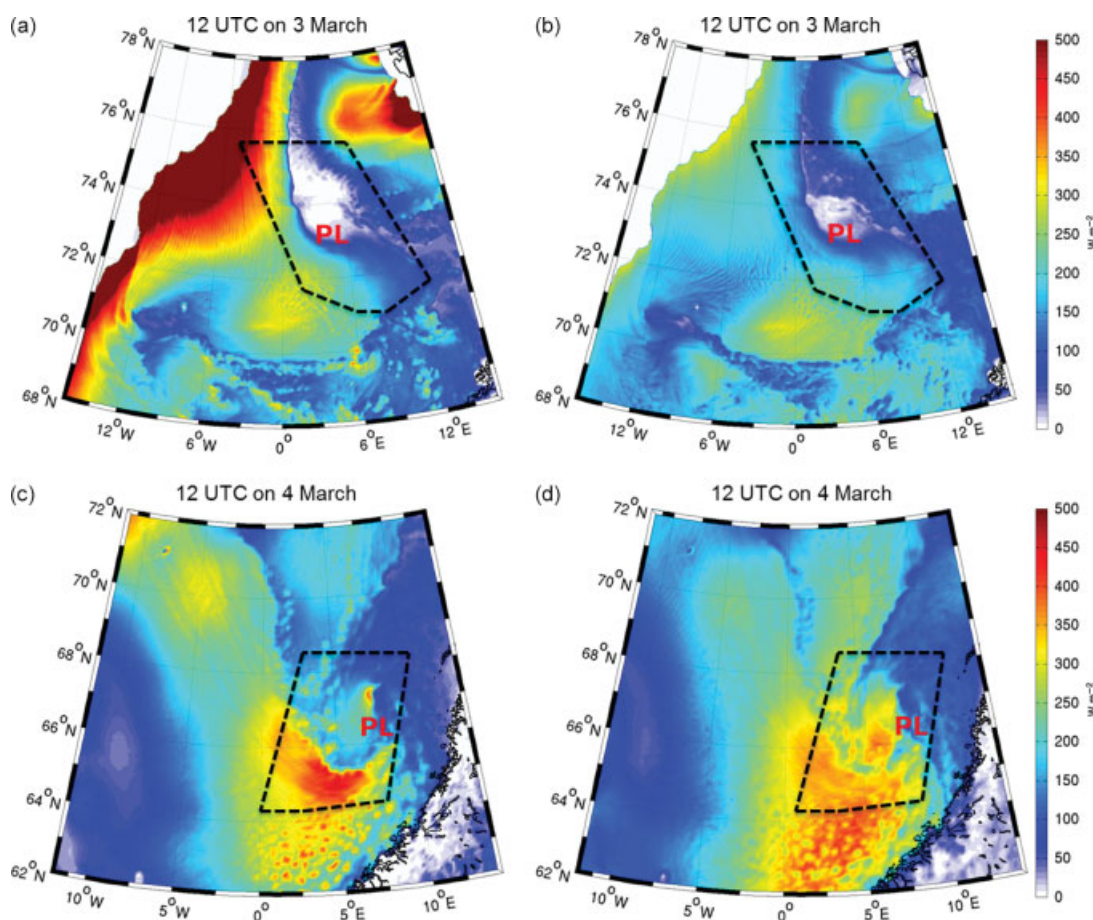 (a) 12 UTC on 3 March
(b) 12 UTC on 3 March
78°N
76°N
74°N
72°N
70°N
68°N
12°W 6°W 0° 6°E 12°E
PL
78°N
76°N
74°N
72°N
70°N
68°N
12°W 6°W 0° 6°E 12°E
PL
500
450
400
350
300
250
200
150
100
50
0
W m−2
(c) 12 UTC on 4 March
(d) 12 UTC on 4 March
72°N
70°N
68°N
66°N
64°N
62°N
10°W 5°W 0° 5°E 10°E
PL
72°N
70°N
68°N
66°N
64°N
62°N
10°W 5°W 0° 5°E 10°E
PL
500
450
400
350
300
250
200
150
100
50
0
W m−2